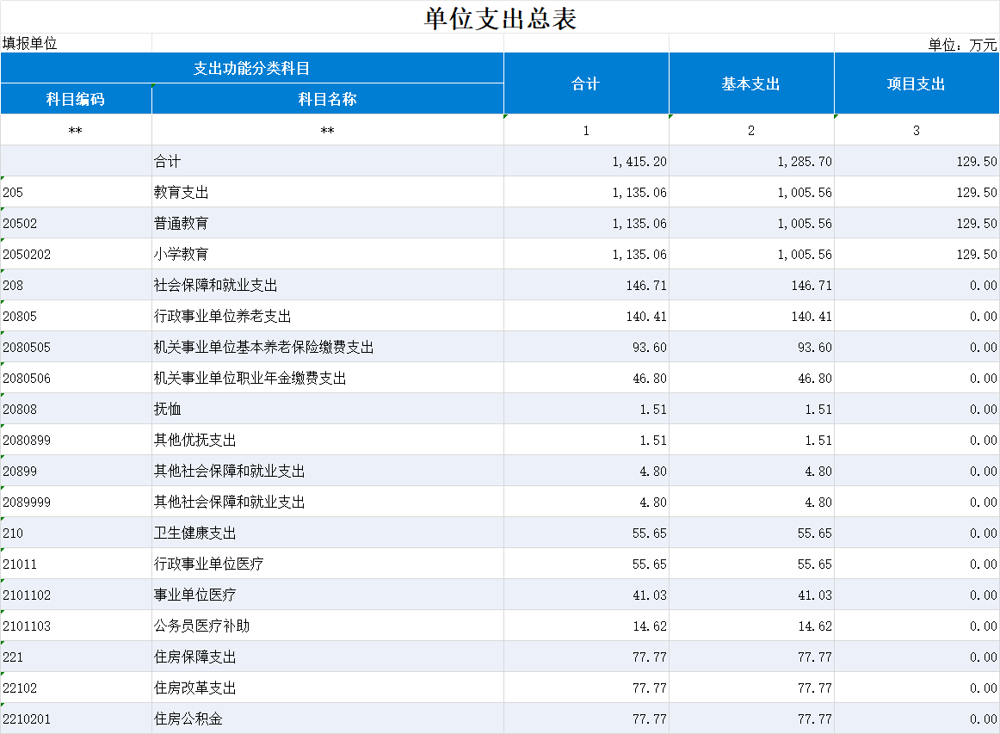 单位支出总表
填报单位 单位：万元
支出功能分类科目 合计 基本支出 项目支出
科目编码 科目名称
** ** 1 2 3
合计 1,415.20 1,285.70 129.50
205 教育支出 1,135.06 1,005.56 129.50
20502 普通教育 1,135.06 1,005.56 129.50
2050202 小学教育 1,135.06 1,005.56 129.50
208 社会保障和就业支出 146.71 146.71 0.00
20805 行政事业单位养老支出 140.41 140.41 0.00
2080505 机关事业单位基本养老保险缴费支出 93.60 93.60 0.00
2080506 机关事业单位职业年金缴费支出 46.80 46.80 0.00
20808 抚恤 1.51 1.51 0.00
2080899 其他优抚支出 1.51 1.51 0.00
20899 其他社会保障和就业支出 4.80 4.80 0.00
2089999 其他社会保障和就业支出 4.80 4.80 0.00
210 卫生健康支出 55.65 55.65 0.00
21011 行政事业单位医疗 55.65 55.65 0.00
2101102 事业单位医疗 41.03 41.03 0.00
2101103 公务员医疗补助 14.62 14.62 0.00
221 住房保障支出 77.77 77.77 0.00
22102 住房改革支出 77.77 77.77 0.00
2210201 住房公积金 77.77 77.77 0.00